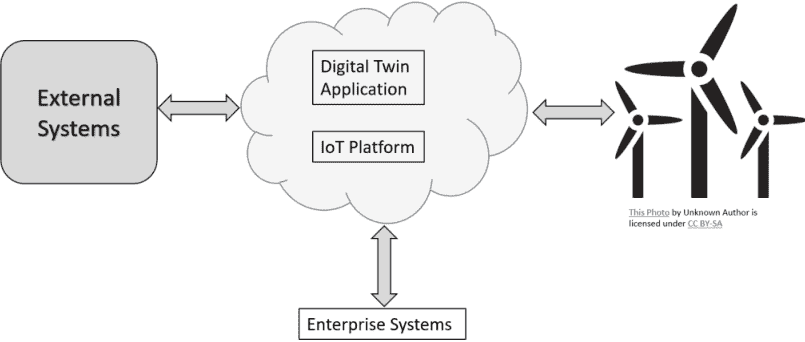 External
Systems
Digital Twin
Application
IoT Platform
Enterprise Systems
This Photo by Unknown Author is
licensed under CC BY-SA